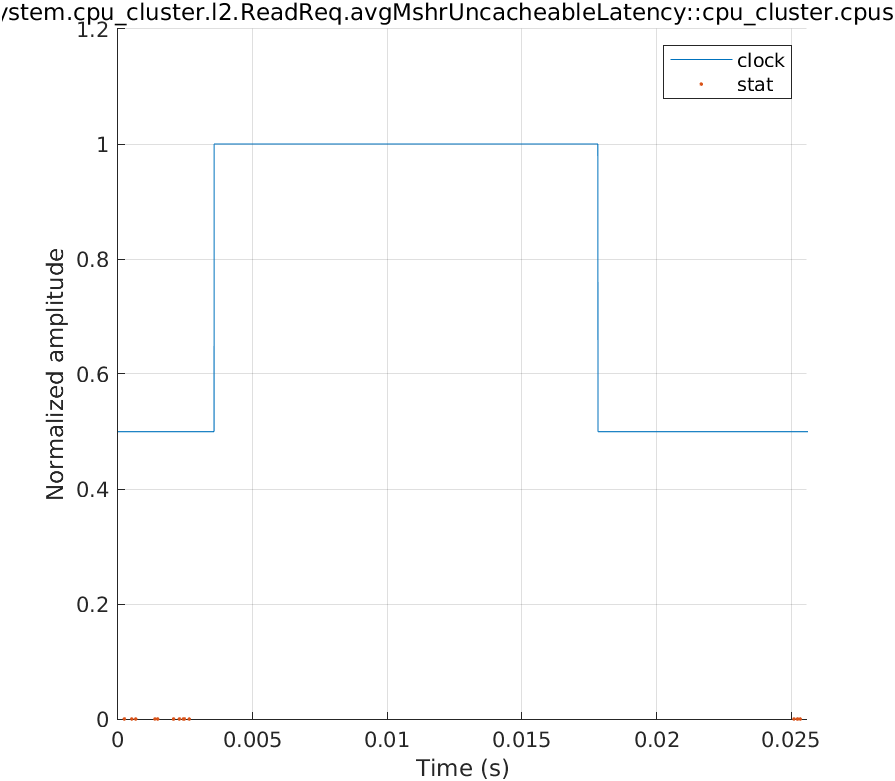 ystem.cpu_cluster.l2.ReadReq.avgMshrUncacheableLatency::cpu_cluster.cpus
1.2
clock
stat
1
0.8
0.6
0.4
0.2
0
Normalized amplitude
0 0.005 0.01 0.015 0.02 0.025
Time (s)